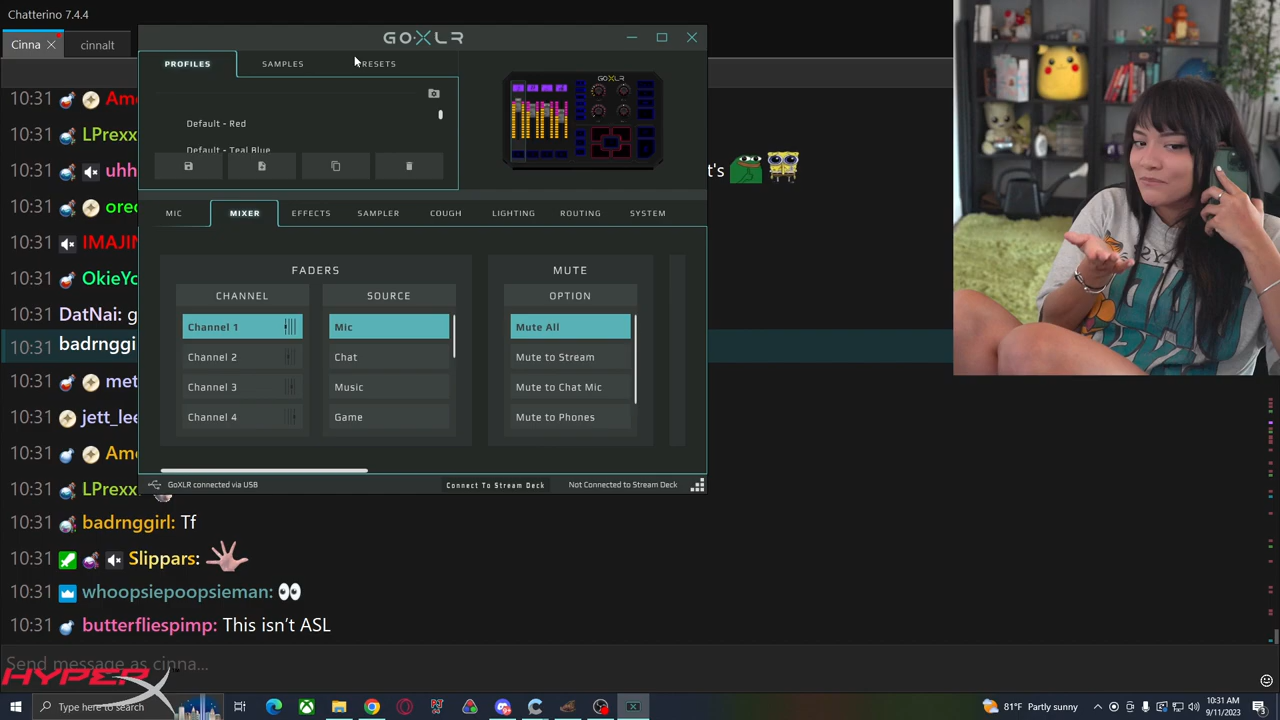 Chatterino 7.4.4
Cinna
cinnalt
GOXLR
PROFILES
SAMPLES
RESETS
Default - Red
Default - Teal Blue
GOXLR
MIC
MIXER
EFFECTS
SAMPLER
COUGH
LIGHTING
ROUTING
SYSTEM
FADERS
MUTE
CHANNEL
SOURCE
OPTION
Channel 1
Mic
Mute All
Channel 2
Chat
Mute to Stream
Channel 3
Music
Mute to Chat Mic
Channel 4
Game
Mute to Phones
GoXLR connected via USB
Connect To Stream Deck
Not Connected to Stream Deck
10:31 Am
10:31 LPrexx
10:31 uhh
t's
10:31 ored
10:31 IMAJIN
10:31 OkieYo
10:31 DatNai: g
10:31 badrnggi
10:31 met
10:31 jett_lee
10:31 Am
10:31 LPrexx
10:31 badrnggirl: Tf
10:31 Slippars:
10:31 whoopsiepoopsieman:
10:31 butterfliespimp: This isn't ASL
Send message as cinna...
HYPERX
Type here to search
81°F Partly sunny
10:31 AM
9/11/2023
3